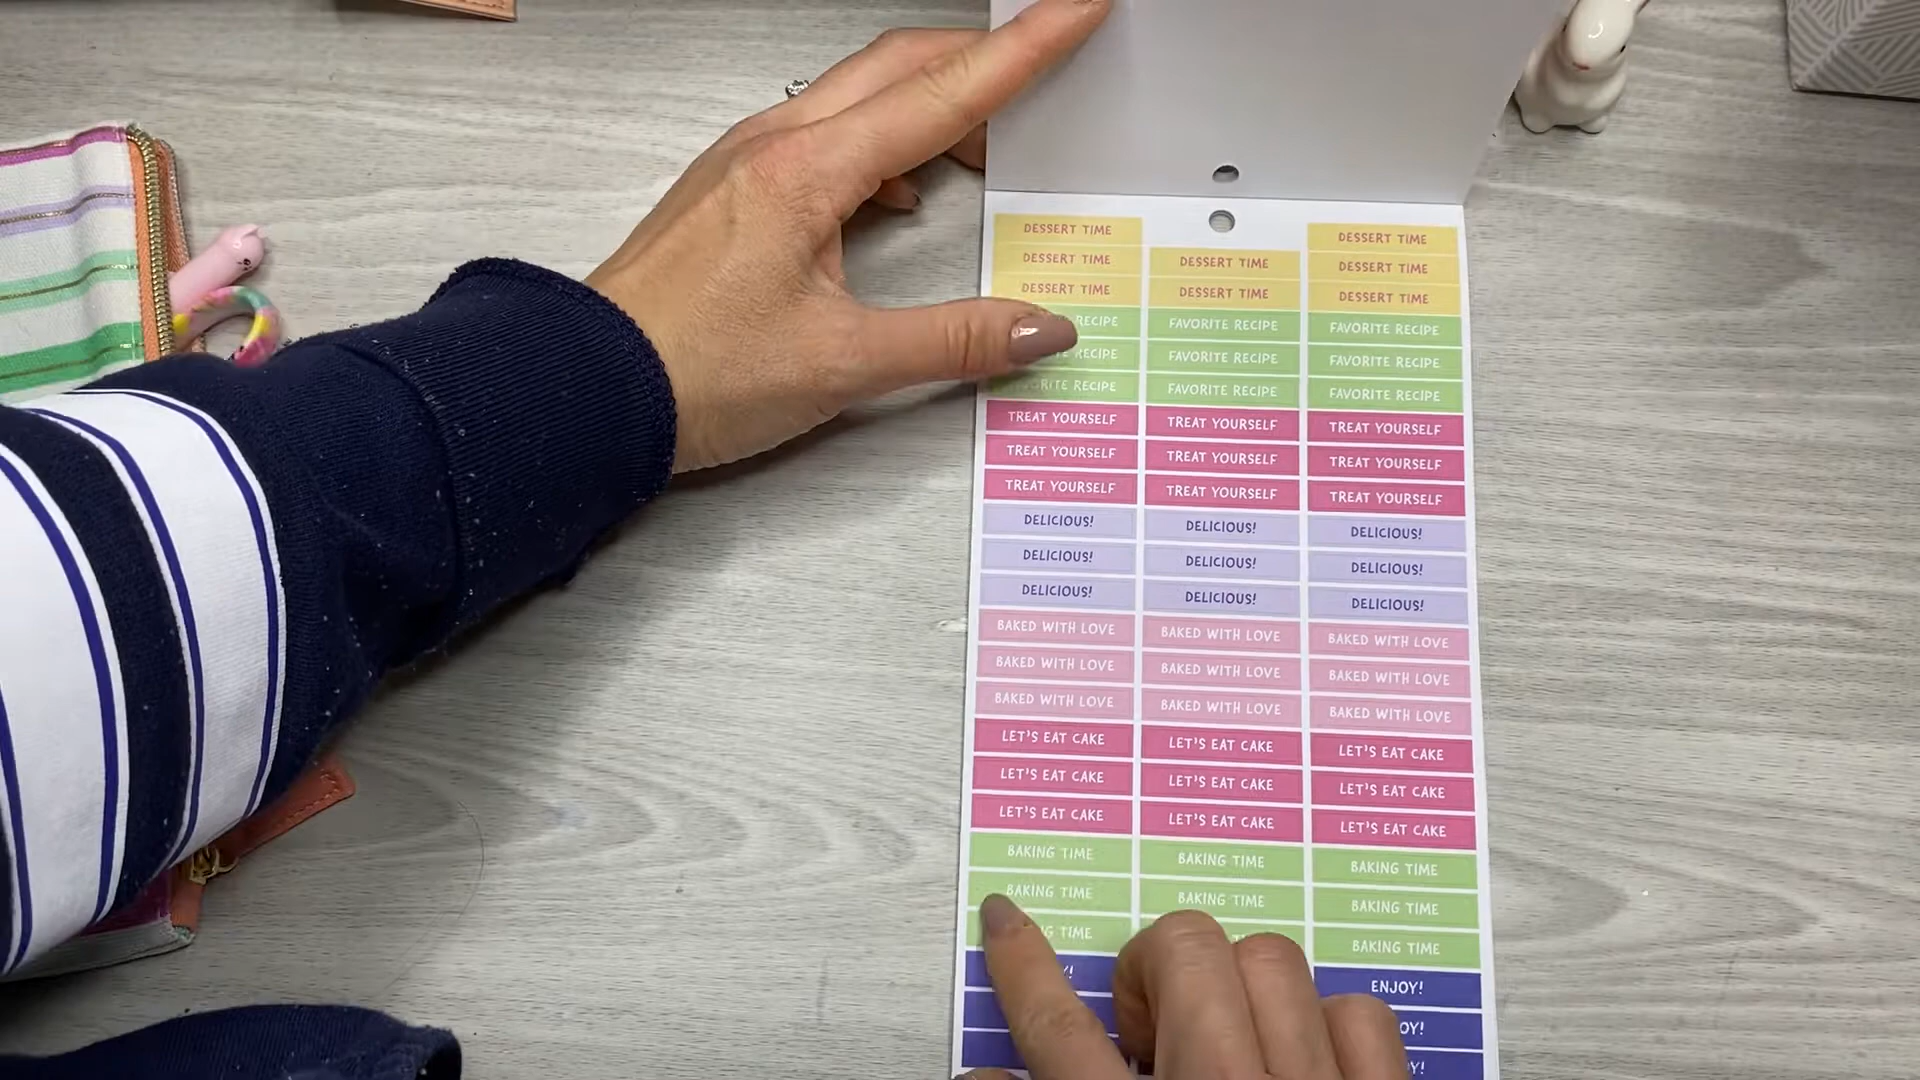 DESSERT TIME DESSERT TIME
DESSERT TIME DESSERT TIME DESSERT TIME
DESSERT TIME DESSERT TIME DESSERT TIME
RECIPE FAVORITE RECIPE FAVORITE RECIPE
RECIPE FAVORITE RECIPE FAVORITE RECIPE
RECIPE FAVORITE RECIPE FAVORITE RECIPE
TREAT YOURSELF TREAT YOURSELF TREAT YOURSELF
TREAT YOURSELF TREAT YOURSELF TREAT YOURSELF
TREAT YOURSELF TREAT YOURSELF TREAT YOURSELF
DELICIOUS! DELICIOUS! DELICIOUS!
DELICIOUS! DELICIOUS! DELICIOUS!
DELICIOUS! DELICIOUS! DELICIOUS!
BAKED WITH LOVE BAKED WITH LOVE BAKED WITH LOVE
BAKED WITH LOVE BAKED WITH LOVE BAKED WITH LOVE
BAKED WITH LOVE BAKED WITH LOVE BAKED WITH LOVE
LET'S EAT CAKE LET'S EAT CAKE LET'S EAT CAKE
LET'S EAT CAKE LET'S EAT CAKE LET'S EAT CAKE
LET'S EAT CAKE LET'S EAT CAKE LET'S EAT CAKE
BAKING TIME BAKING TIME BAKING TIME
BAKING TIME BAKING TIME BAKING TIME
TIME BAKING TIME
ENJOY!